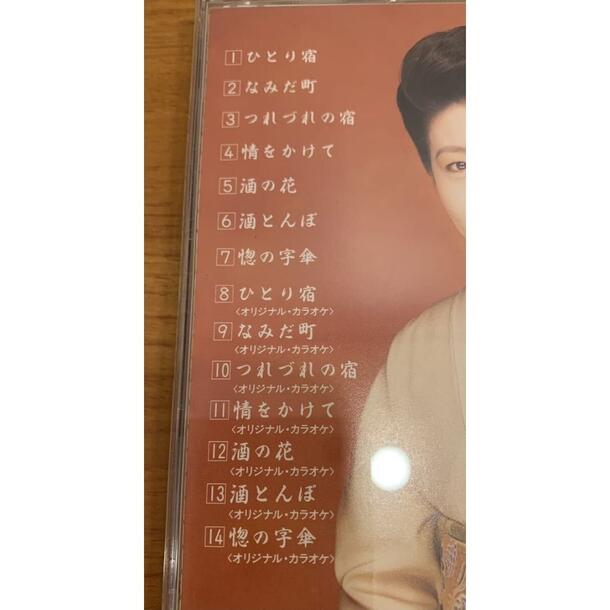 1 ひとり宿
2 なみだ町
3 つれづれの宿
4 情をかけて
5 酒の花
6 酒とんぼ
7 惚の字傘
8 ひとり宿
〈オリジナル・カラオケ〉
9 なみだ町
〈オリジナル・カラオケ〉
10 つれづれの宿
〈オリジナル・カラオケ〉
11 情をかけて
〈オリジナル・カラオケ〉
12 酒の花
〈オリジナル・カラオケ〉
13 酒とんぼ
〈オリジナル・カラオケ〉
14 惚の字傘
〈オリジナル・カラオケ〉